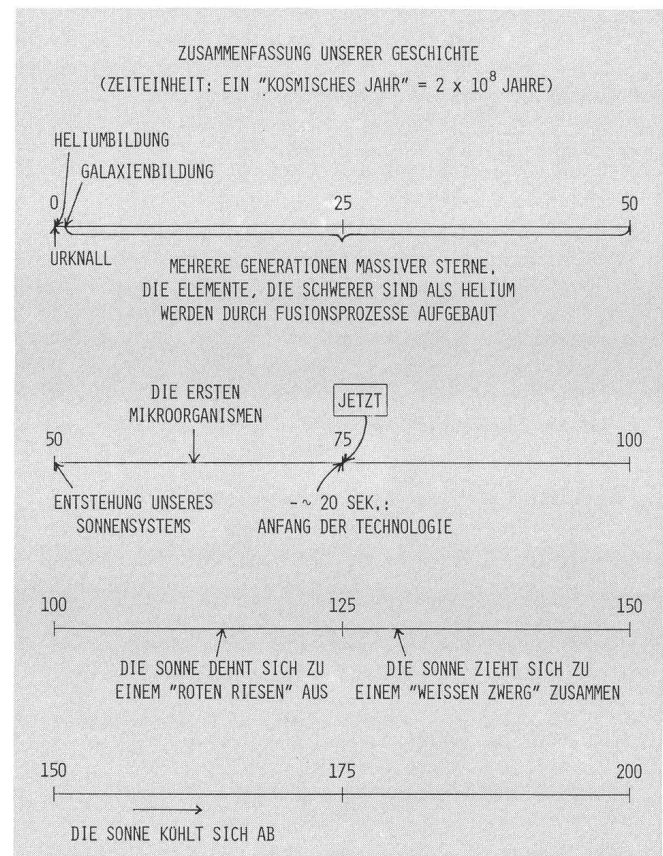 ZUSAMMENFASSUNG UNSERER GESCHICHTE
(ZEITEINHEIT: EIN "KOSMISCHES JAHR" = 2 x 10⁸ JAHRE)
HELIUMBILDUNG
GALAXIENBILDUNG
0 25 50
URKNALL
MEHRERE GENERATIONEN MASSIVER STERNE.
DIE ELEMENTE, DIE SCHWERER SIND ALS HELIUM
WERDEN DURCH FUSIONSPROZESSE AUFGEBAUT
DIE ERSTEN
MIKROORGANISMEN
JETZT
50 75 100
ENTSTEHUNG UNSERES
SONNENSYSTEMS
-~ 20 SEK.:
ANFANG DER TECHNOLOGIE
100 125 150
DIE SONNE DEHNT SICH ZU
EINEM "ROTEN RIESEN" AUS
DIE SONNE ZIEHT SICH ZU
EINEM "WEISSEN ZWERG" ZUSAMMEN
150 175 200
DIE SONNE KÜHLT SICH AB